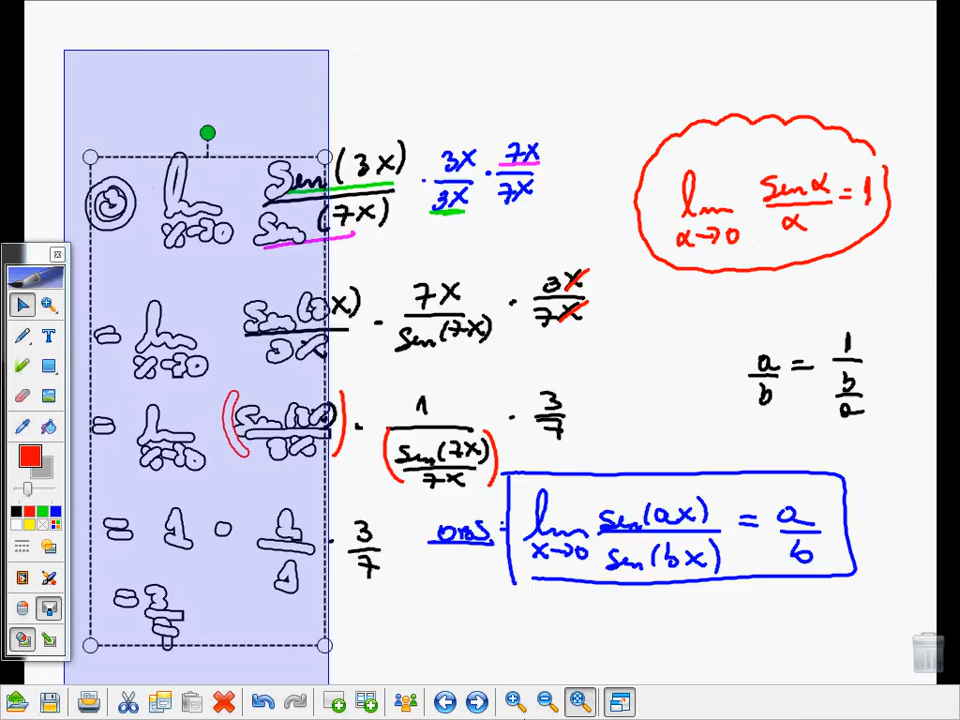 ③ lim x→0 Sen(3x)/Sen(7x) · 3x/3x · 7x/7x
lim α→0 senα/α = 1
= lim x→0 Sen(3x)/3x · 7x/Sen(7x) · 3x/7x
a/b = 1/(b/a)
= lim x→0 (Sen(3x)/3x) · 1/(Sen(7x)/7x) · 3/7
OBS: lim x→0 sen(ax)/sen(bx) = a/b
= 1 · 1/1 · 3/7
= 3/7
T